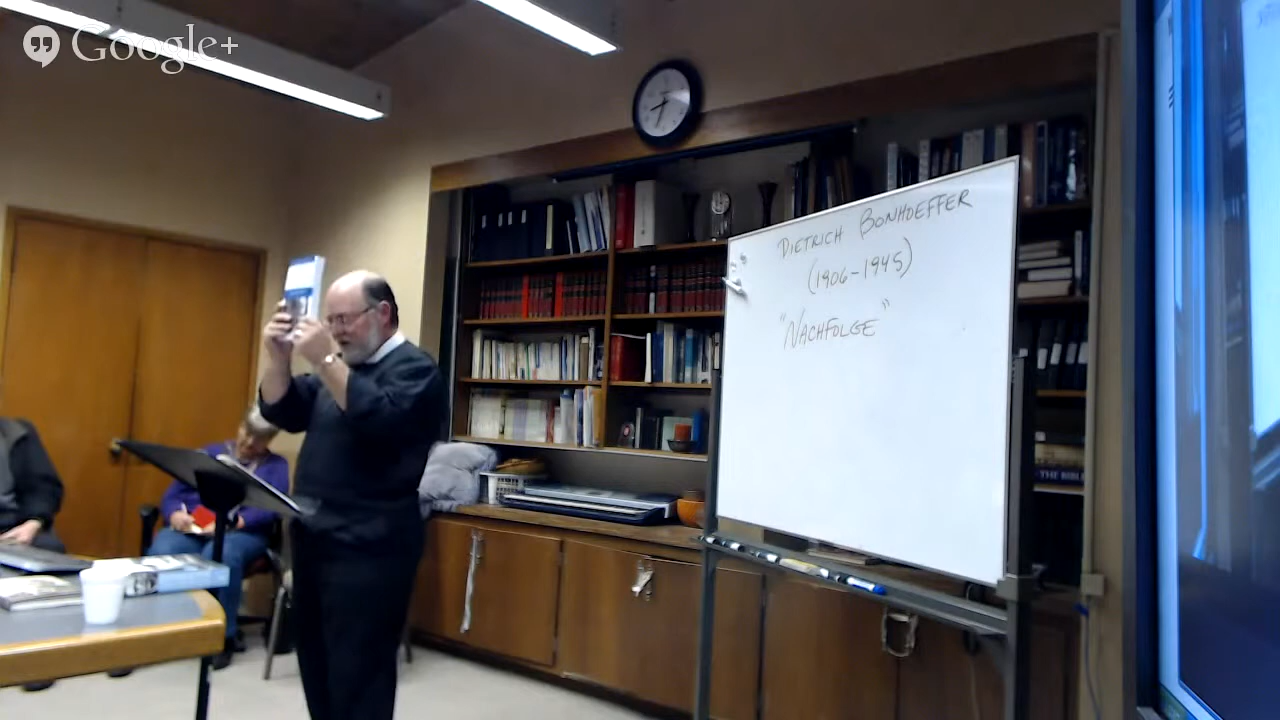 Google+
DIETRICH BONHOEFFER
(1906-1945)
"NACHFOLGE"
THE BIBLE